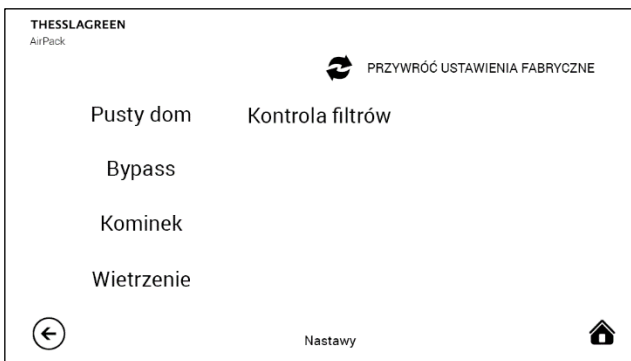 THESSLAGREEN
AirPack
PRZYWRÓĆ USTAWIENIA FABRYCZNE
Pusty dom
Kontrola filtrów
Bypass
Kominek
Wietrzenie
Nastawy